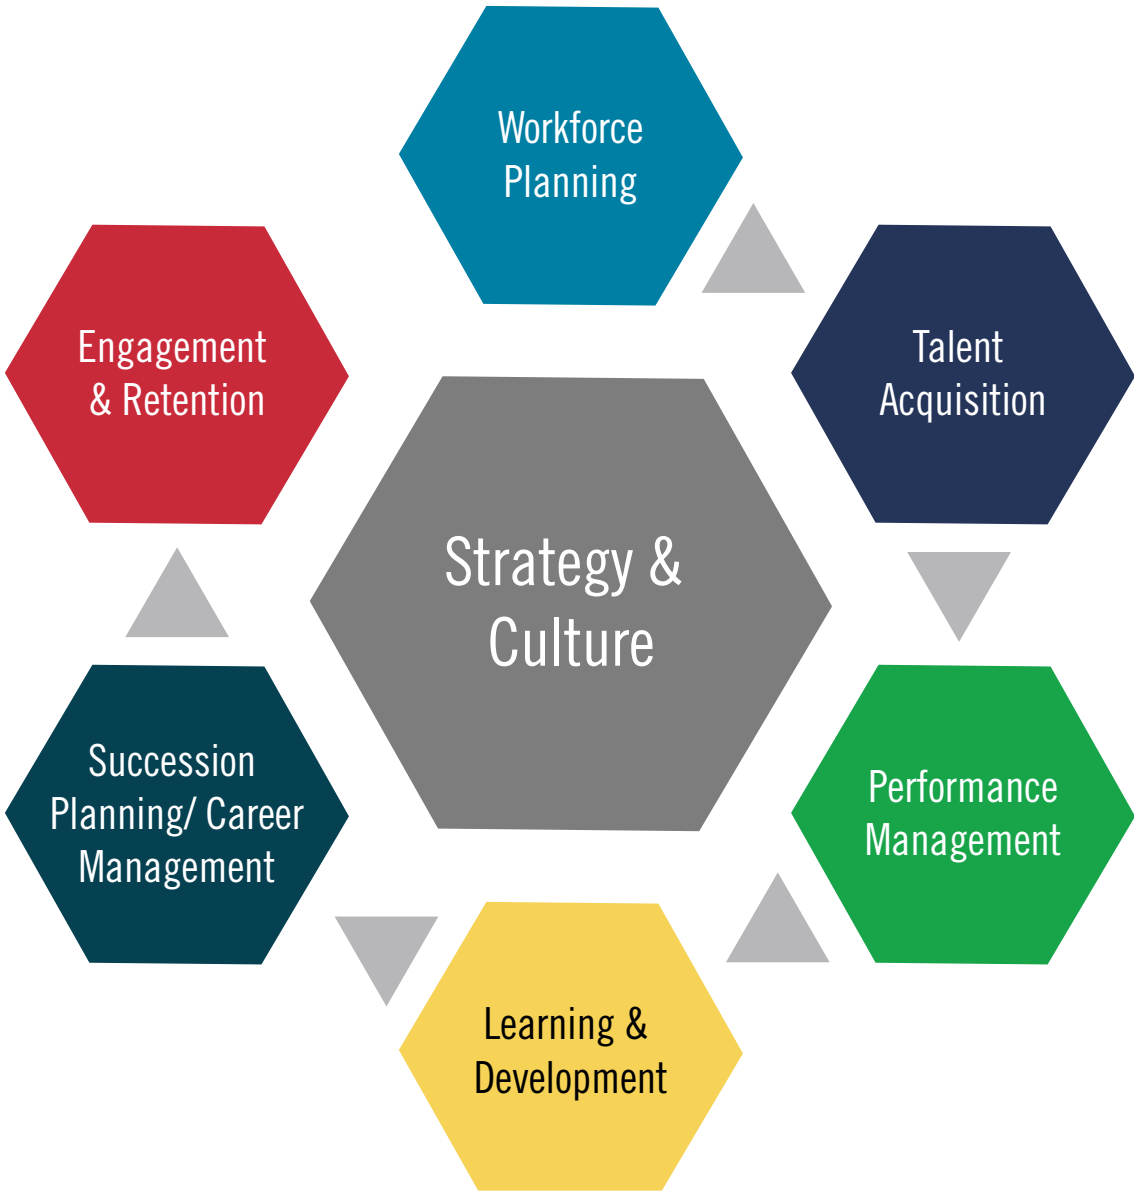 Workforce
Planning
Engagement
& Retention
Talent
Acquisition
Strategy &
Culture
Succession
Planning/ Career
Management
Performance
Management
Learning &
Development